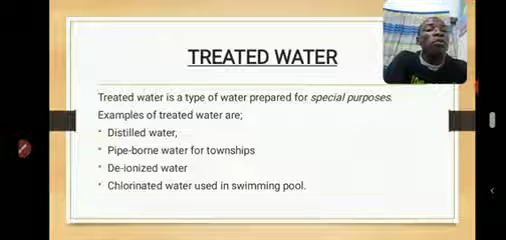 TREATED WATER
Treated water is a type of water prepared for special purposes.
Examples of treated water are;
• Distilled water,
• Pipe-borne water for townships
• De-ionized water
• Chlorinated water used in swimming pool.